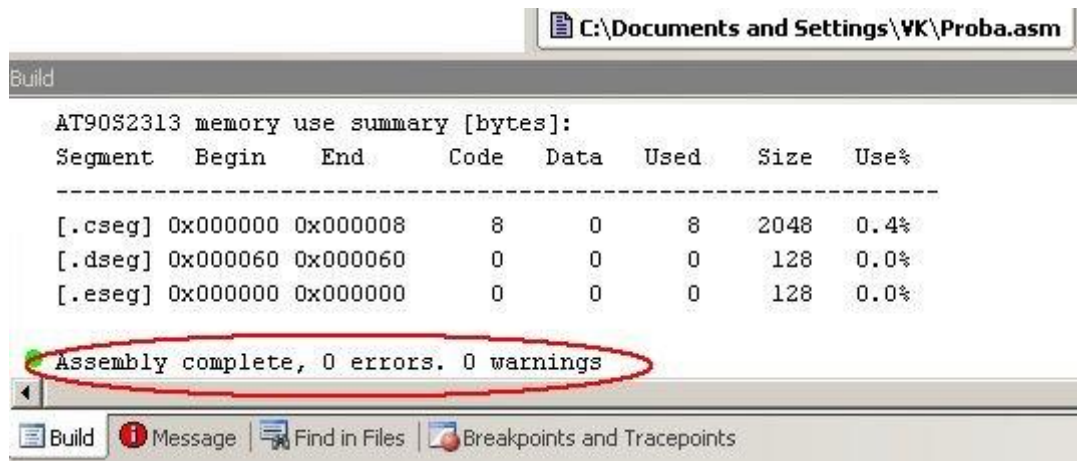 C:\Documents and Settings\VK\Proba.asm
Build
AT90S2313 memory use summary [bytes]:
Segment Begin End Code Data Used Size Use%
---------------------------------------------------------------
[.cseg] 0x000000 0x000008 8 0 8 2048 0.4%
[.dseg] 0x000060 0x000060 0 0 0 128 0.0%
[.eseg] 0x000000 0x000000 0 0 0 128 0.0%
Assembly complete, 0 errors. 0 warnings
Build Message Find in Files Breakpoints and Tracepoints